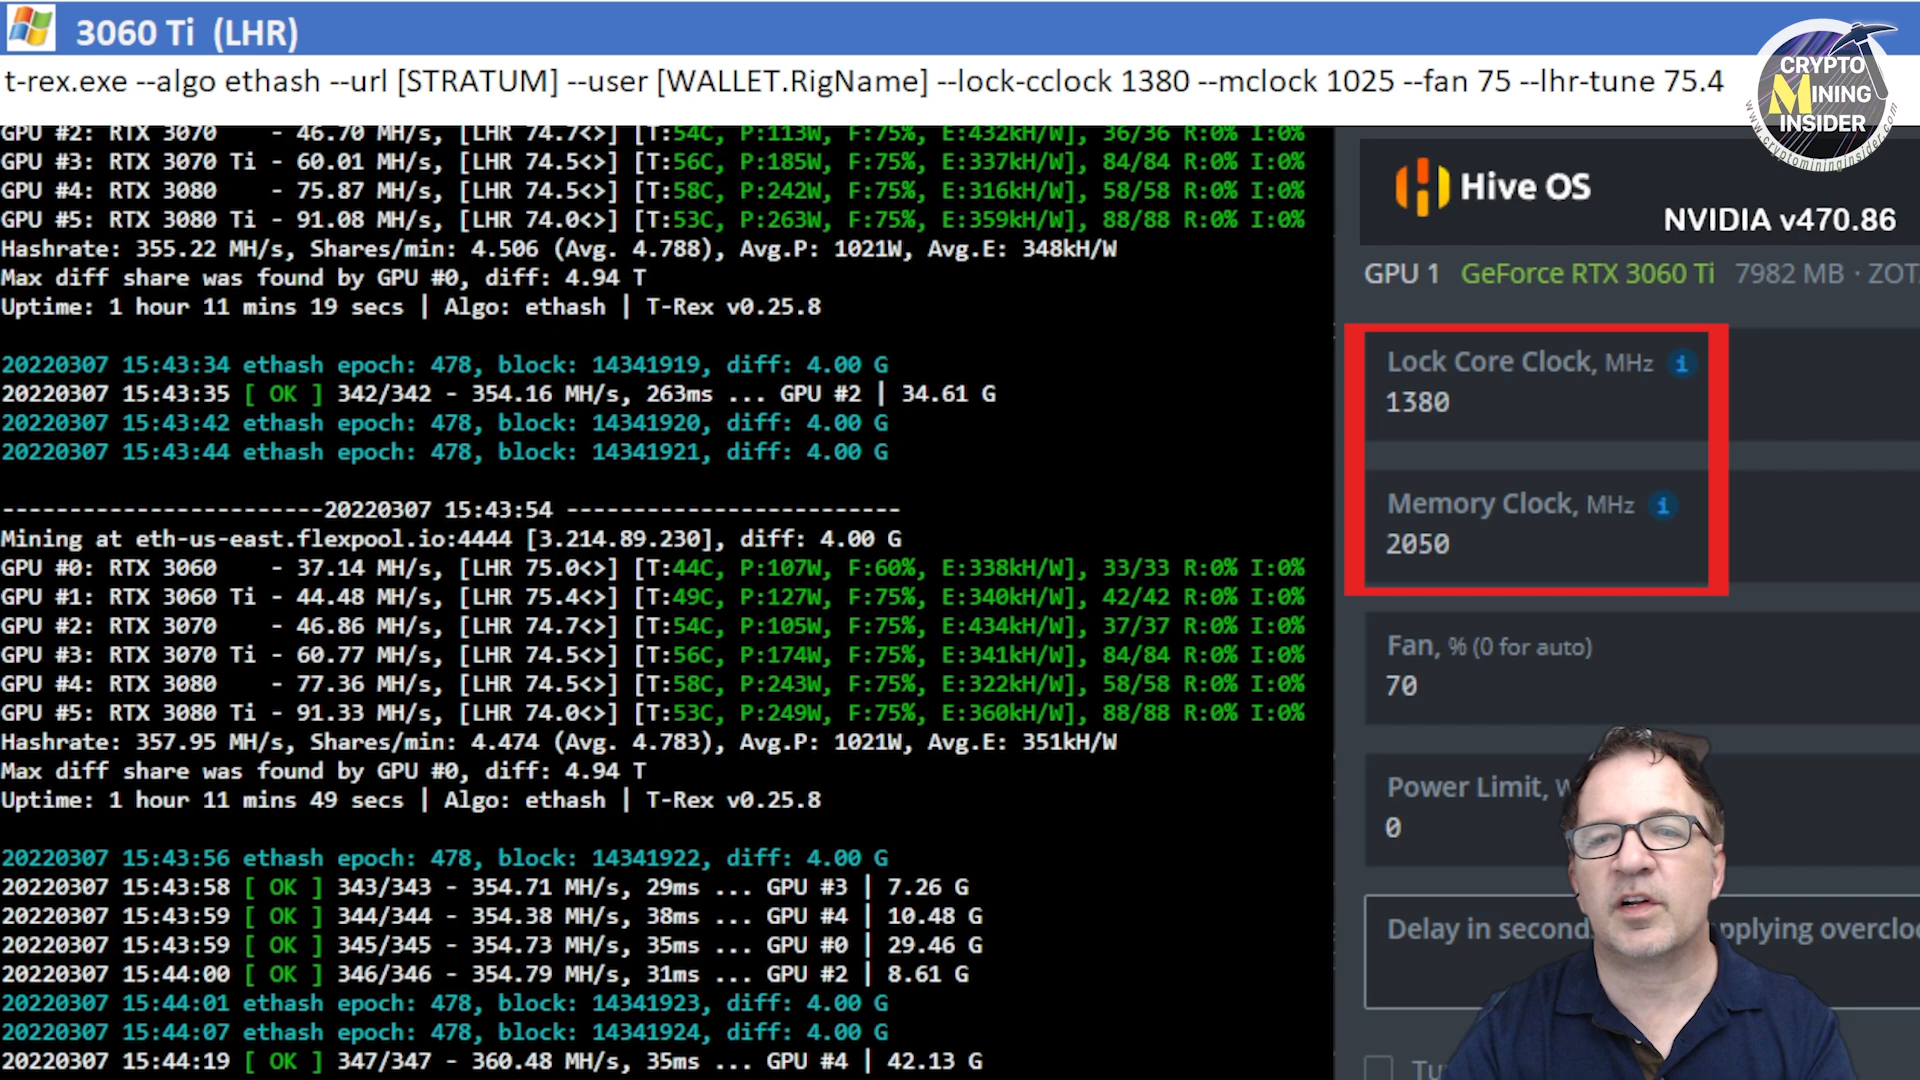 3060 Ti (LHR)
t-rex.exe --algo ethash --url [STRATUM] --user [WALLET.RigName] --lock-cclock 1380 --mclock 1025 --fan 75 --lhr-tune 75.4
CRYPTO
MINING
INSIDER
www.cryptomininginsider.com
GPU #2: RTX 3070 - 46.70 MH/s, [LHR 74.7<>] [T:54C, P:113W, F:75%, E:432kH/W], 36/36 R:0% I:0%
GPU #3: RTX 3070 Ti - 60.01 MH/s, [LHR 74.5<>] [T:56C, P:185W, F:75%, E:337kH/W], 84/84 R:0% I:0%
GPU #4: RTX 3080 - 75.87 MH/s, [LHR 74.5<>] [T:58C, P:242W, F:75%, E:316kH/W], 58/58 R:0% I:0%
GPU #5: RTX 3080 Ti - 91.08 MH/s, [LHR 74.0<>] [T:53C, P:263W, F:75%, E:359kH/W], 88/88 R:0% I:0%
Hashrate: 355.22 MH/s, Shares/min: 4.506 (Avg. 4.788), Avg.P: 1021W, Avg.E: 348kH/W
Max diff share was found by GPU #0, diff: 4.94 T
Uptime: 1 hour 11 mins 19 secs | Algo: ethash | T-Rex v0.25.8
20220307 15:43:34 ethash epoch: 478, block: 14341919, diff: 4.00 G
20220307 15:43:35 [ OK ] 342/342 - 354.16 MH/s, 263ms ... GPU #2 | 34.61 G
20220307 15:43:42 ethash epoch: 478, block: 14341920, diff: 4.00 G
20220307 15:43:44 ethash epoch: 478, block: 14341921, diff: 4.00 G
------------------------20220307 15:43:54 -------------------------
Mining at eth-us-east.flexpool.io:4444 [3.214.89.230], diff: 4.00 G
GPU #0: RTX 3060 - 37.14 MH/s, [LHR 75.0<>] [T:44C, P:107W, F:60%, E:338kH/W], 33/33 R:0% I:0%
GPU #1: RTX 3060 Ti - 44.48 MH/s, [LHR 75.4<>] [T:49C, P:127W, F:75%, E:340kH/W], 42/42 R:0% I:0%
GPU #2: RTX 3070 - 46.86 MH/s, [LHR 74.7<>] [T:54C, P:105W, F:75%, E:434kH/W], 37/37 R:0% I:0%
GPU #3: RTX 3070 Ti - 60.77 MH/s, [LHR 74.5<>] [T:56C, P:174W, F:75%, E:341kH/W], 84/84 R:0% I:0%
GPU #4: RTX 3080 - 77.36 MH/s, [LHR 74.5<>] [T:58C, P:243W, F:75%, E:322kH/W], 58/58 R:0% I:0%
GPU #5: RTX 3080 Ti - 91.33 MH/s, [LHR 74.0<>] [T:53C, P:249W, F:75%, E:360kH/W], 88/88 R:0% I:0%
Hashrate: 357.95 MH/s, Shares/min: 4.474 (Avg. 4.783), Avg.P: 1021W, Avg.E: 351kH/W
Max diff share was found by GPU #0, diff: 4.94 T
Uptime: 1 hour 11 mins 49 secs | Algo: ethash | T-Rex v0.25.8
20220307 15:43:56 ethash epoch: 478, block: 14341922, diff: 4.00 G
20220307 15:43:58 [ OK ] 343/343 - 354.71 MH/s, 29ms ... GPU #3 | 7.26 G
20220307 15:43:59 [ OK ] 344/344 - 354.38 MH/s, 38ms ... GPU #4 | 10.48 G
20220307 15:43:59 [ OK ] 345/345 - 354.73 MH/s, 35ms ... GPU #0 | 29.46 G
20220307 15:44:00 [ OK ] 346/346 - 354.79 MH/s, 31ms ... GPU #2 | 8.61 G
20220307 15:44:01 ethash epoch: 478, block: 14341923, diff: 4.00 G
20220307 15:44:07 ethash epoch: 478, block: 14341924, diff: 4.00 G
20220307 15:44:19 [ OK ] 347/347 - 360.48 MH/s, 35ms ... GPU #4 | 42.13 G
Hive OS
NVIDIA v470.86
GPU 1 GeForce RTX 3060 Ti 7982 MB · ZOT
Lock Core Clock, MHz
1380
Memory Clock, MHz
2050
Fan, % (0 for auto)
70
Power Limit, W
0
Delay in second pplying overclo
Tu